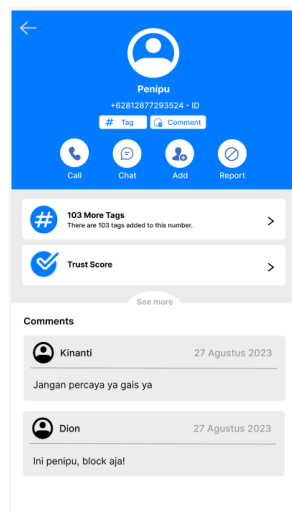 Penipu
+62812877293524 - ID
# Tag
Comment
Call Chat Add Report
103 More Tags
There are 103 tags added to this number.
Trust Score
See more
Comments
Kinanti 27 Agustus 2023
Jangan percaya ya gais ya
Dion 27 Agustus 2023
Ini penipu, block aja!